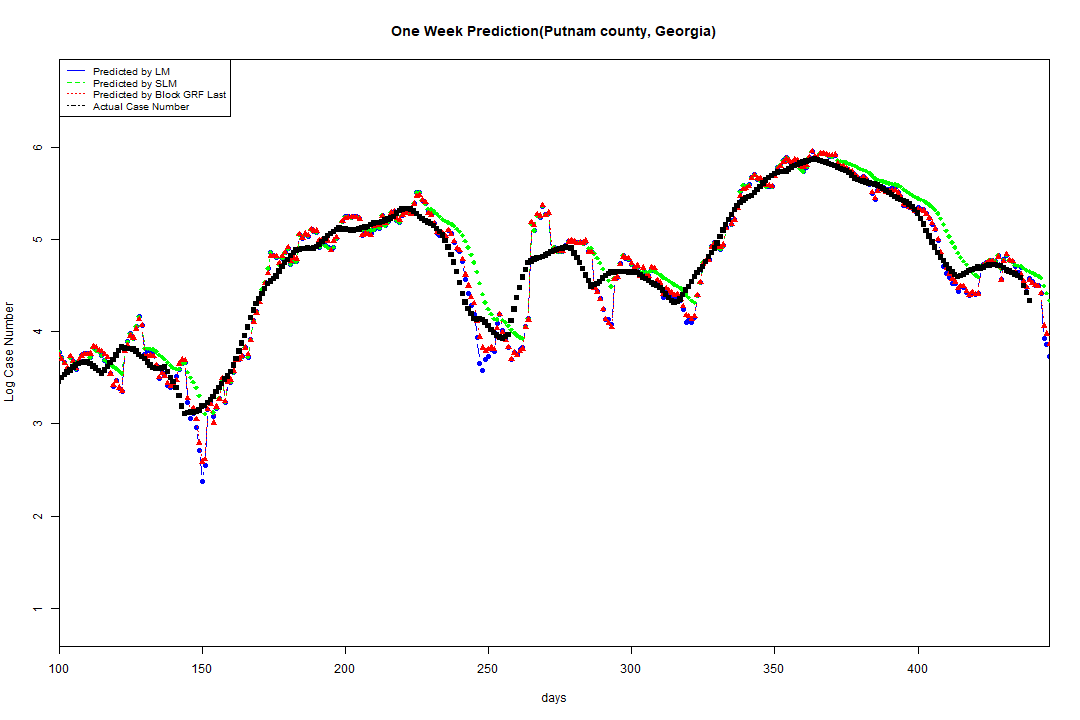 One Week Prediction(Putnam county, Georgia)
Predicted by LM
Predicted by SLM
Predicted by Block GRF Last
Actual Case Number
6
5
4
3
2
1
Log Case Number
100 150 200 250 300 350 400
days